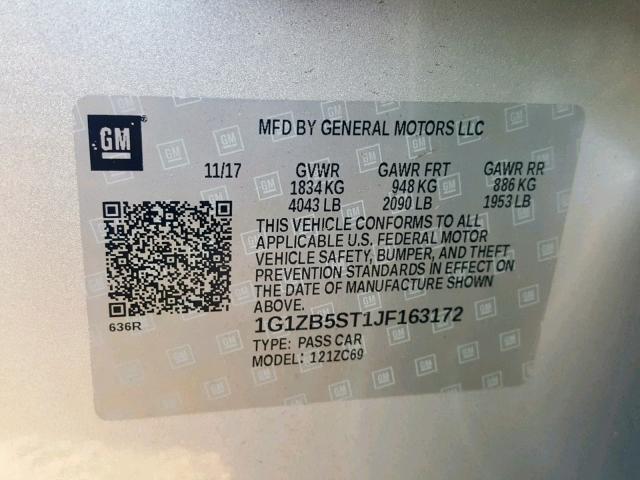 GM
MFD BY GENERAL MOTORS LLC
11/17 GVWR GAWR FRT GAWR RR
1834 KG 948 KG 886 KG
4043 LB 2090 LB 1953 LB
THIS VEHICLE CONFORMS TO ALL
APPLICABLE U.S. FEDERAL MOTOR
VEHICLE SAFETY, BUMPER, AND THEFT
PREVENTION STANDARDS IN EFFECT ON
THE DATE OF MANUFACTURE SHOWN
ABOVE.
636R
1G1ZB5ST1JF163172
TYPE: PASS CAR
MODEL: 121ZC69